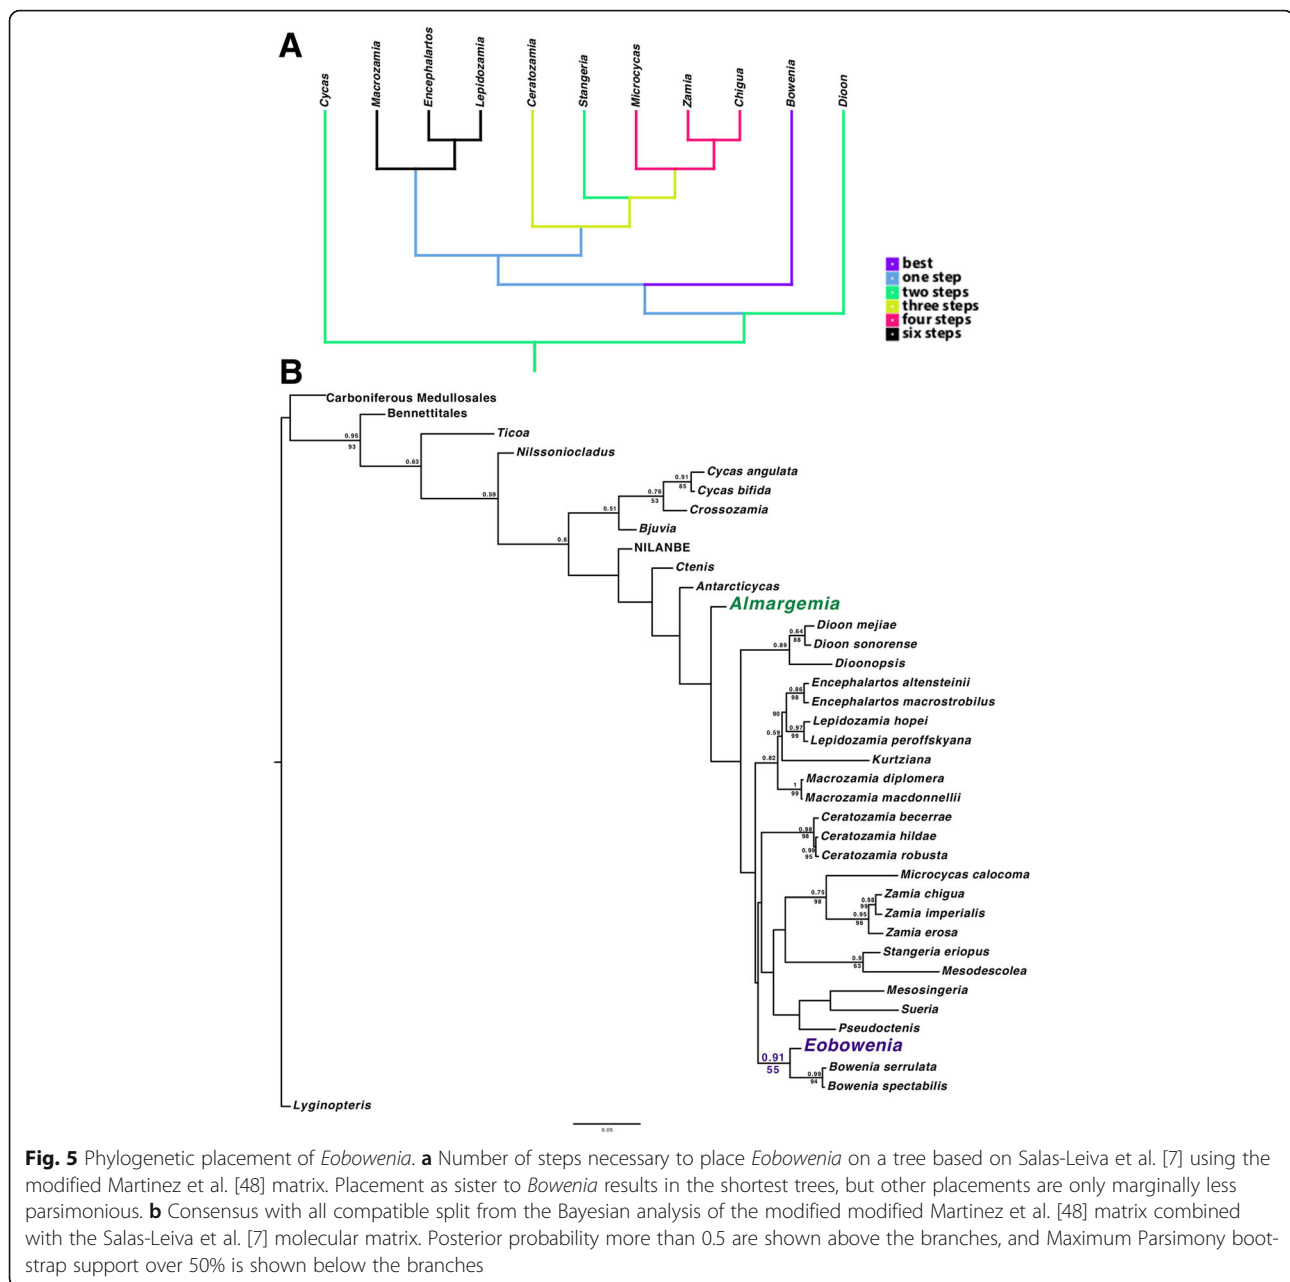 A
Cycas
Macrozamia
Encephalartos
Lepidozamia
Ceratozamia
Stangeria
Microcycas
Zamia
Chigua
Bowenia
Dioon
best
one step
two steps
three steps
four steps
six steps
B
Carboniferous Medullosales
Bennettitales
0.95
93
Ticoa
0.63
Nilssoniocladus
0.59
Cycas angulata
0.91
85
Cycas bifida
0.76
53
Crossozamia
0.51
Bjuvia
0.6
NILANBE
Ctenis
Antarcticycas
Almargemia
Dioon mejiae
0.64
88
Dioon sonorense
0.89
Dioonopsis
Encephalartos altensteinii
0.86
98
Encephalartos macrostrobilus
90
Lepidozamia hopei
0.97
99
0.59
Lepidozamia peroffskyana
0.82
Kurtziana
Macrozamia diplomera
1
99
Macrozamia macdonnellii
Ceratozamia becerrae
0.98
98
Ceratozamia hildae
0.99
95
Ceratozamia robusta
Microcycas calocoma
0.75
98
Zamia chigua
0.98
99
Zamia imperialis
0.95
98
Zamia erosa
Stangeria eriopus
0.9
63
Mesodescolea
Mesosingeria
Sueria
Pseudoctenis
Eobowenia
0.91
55
Bowenia serrulata
0.99
94
Bowenia spectabilis
Lyginopteris
0.05
Fig. 5 Phylogenetic placement of Eobowenia. a Number of steps necessary to place Eobowenia on a tree based on Salas-Leiva et al. [7] using the
modified Martinez et al. [48] matrix. Placement as sister to Bowenia results in the shortest trees, but other placements are only marginally less
parsimonious. b Consensus with all compatible split from the Bayesian analysis of the modified modified Martinez et al. [48] matrix combined
with the Salas-Leiva et al. [7] molecular matrix. Posterior probability more than 0.5 are shown above the branches, and Maximum Parsimony boot-
strap support over 50% is shown below the branches